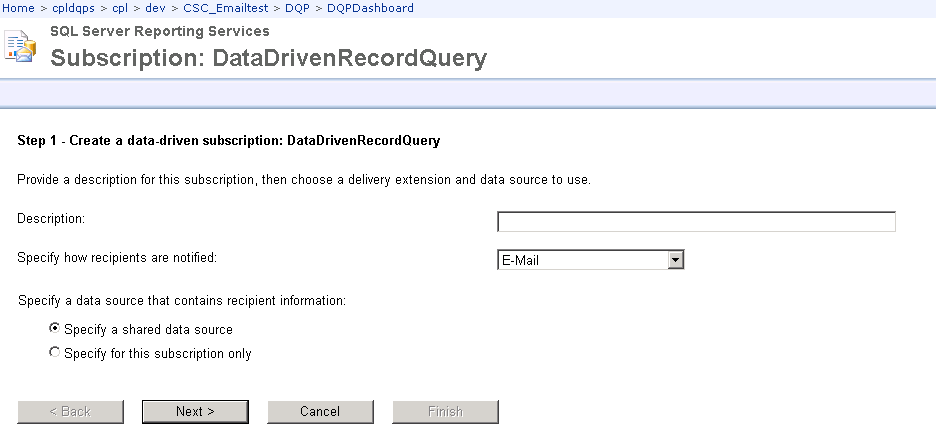 Home > cpldqps > cpl > dev > CSC_Emailtest > DQP > DQPDashboard
SQL Server Reporting Services
Subscription: DataDrivenRecordQuery
Step 1 - Create a data-driven subscription: DataDrivenRecordQuery
Provide a description for this subscription, then choose a delivery extension and data source to use.
Description:
Specify how recipients are notified: E-Mail
Specify a data source that contains recipient information:
Specify a shared data source
Specify for this subscription only
< Back Next > Cancel Finish